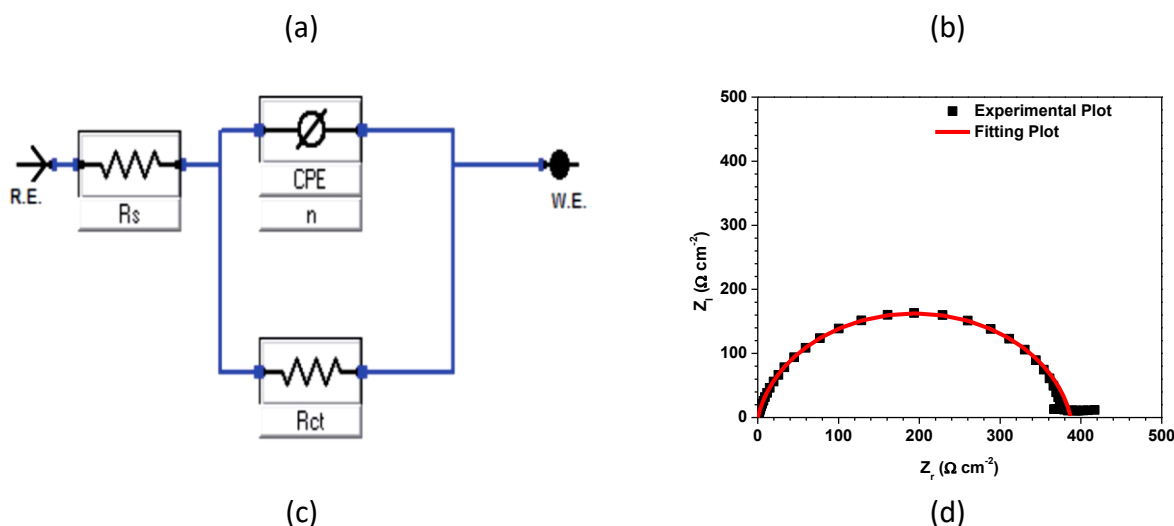 (a)
(b)
R.E.
Rs
CPE
n
Rct
W.E.
500
400
300
200
100
0
Z_I (Ω cm^-2)
Experimental Plot
Fitting Plot
0 100 200 300 400 500
Z_r (Ω cm^-2)
(c)
(d)